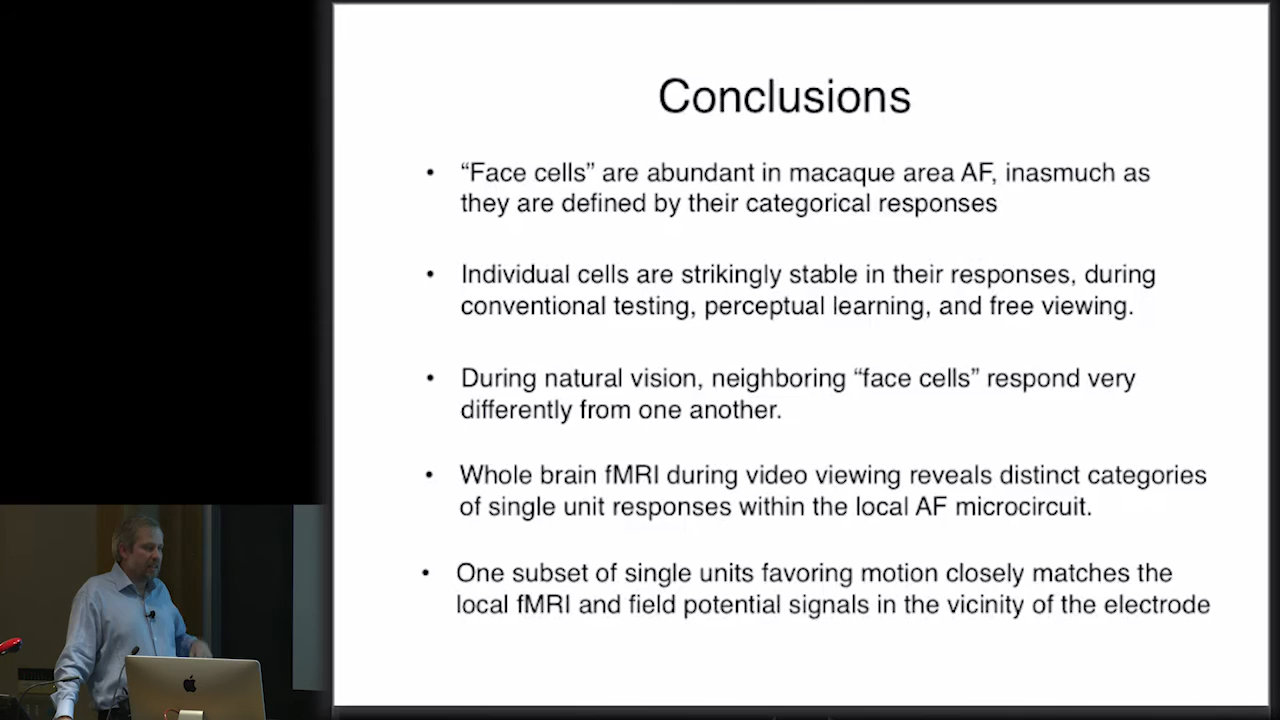 Conclusions
• “Face cells” are abundant in macaque area AF, inasmuch as
they are defined by their categorical responses
• Individual cells are strikingly stable in their responses, during
conventional testing, perceptual learning, and free viewing.
• During natural vision, neighboring “face cells” respond very
differently from one another.
• Whole brain fMRI during video viewing reveals distinct categories
of single unit responses within the local AF microcircuit.
• One subset of single units favoring motion closely matches the
local fMRI and field potential signals in the vicinity of the electrode